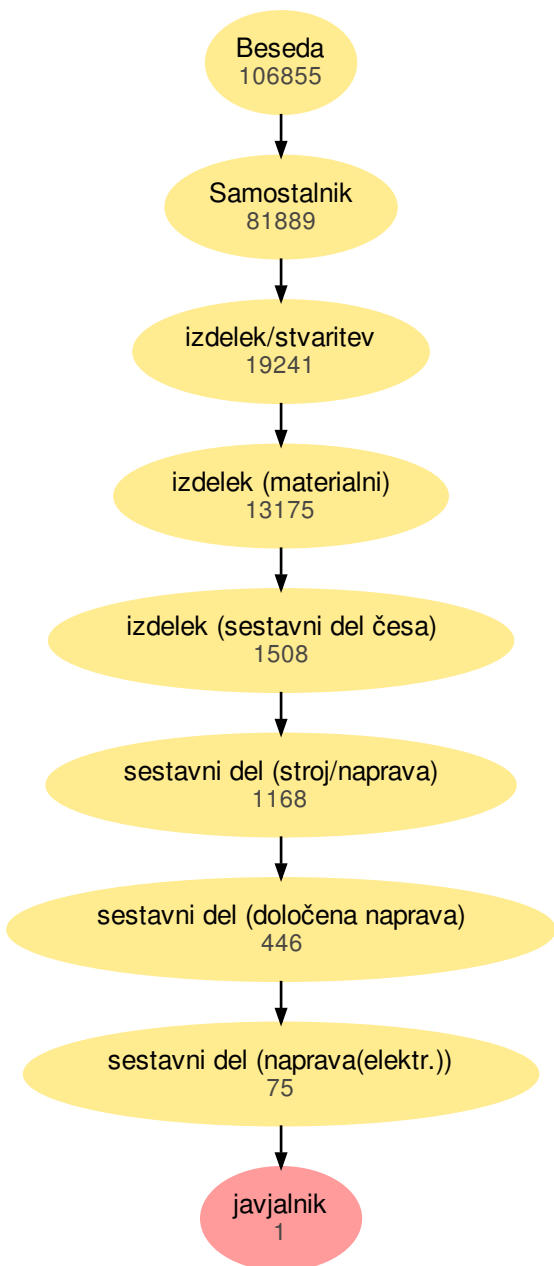 Beseda
106855
Samostalnik
81889
izdelek/stvaritev
19241
izdelek (materialni)
13175
izdelek (sestavni del česa)
1508
sestavni del (stroj/naprava)
1168
sestavni del (določena naprava)
446
sestavni del (naprava(elektr.))
75
javjalnik
1